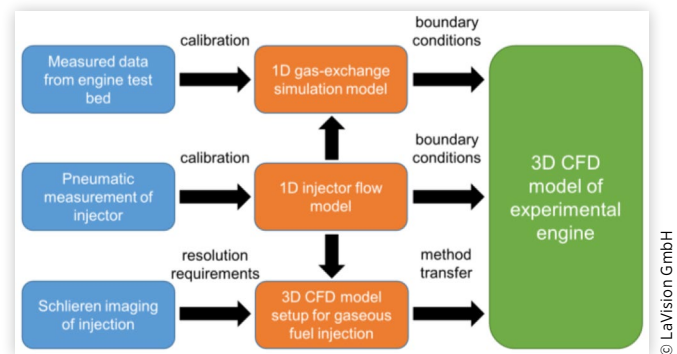 calibration
boundary
conditions
Measured data
from engine test
bed
1D gas-exchange
simulation model
calibration
boundary
conditions
Pneumatic
measurement of
injector
1D injector flow
model
3D CFD
model of
experimental
engine
resolution
requirements
method
transfer
Schlieren imaging
of injection
3D CFD model
setup for gaseous
fuel injection
© LaVision GmbH